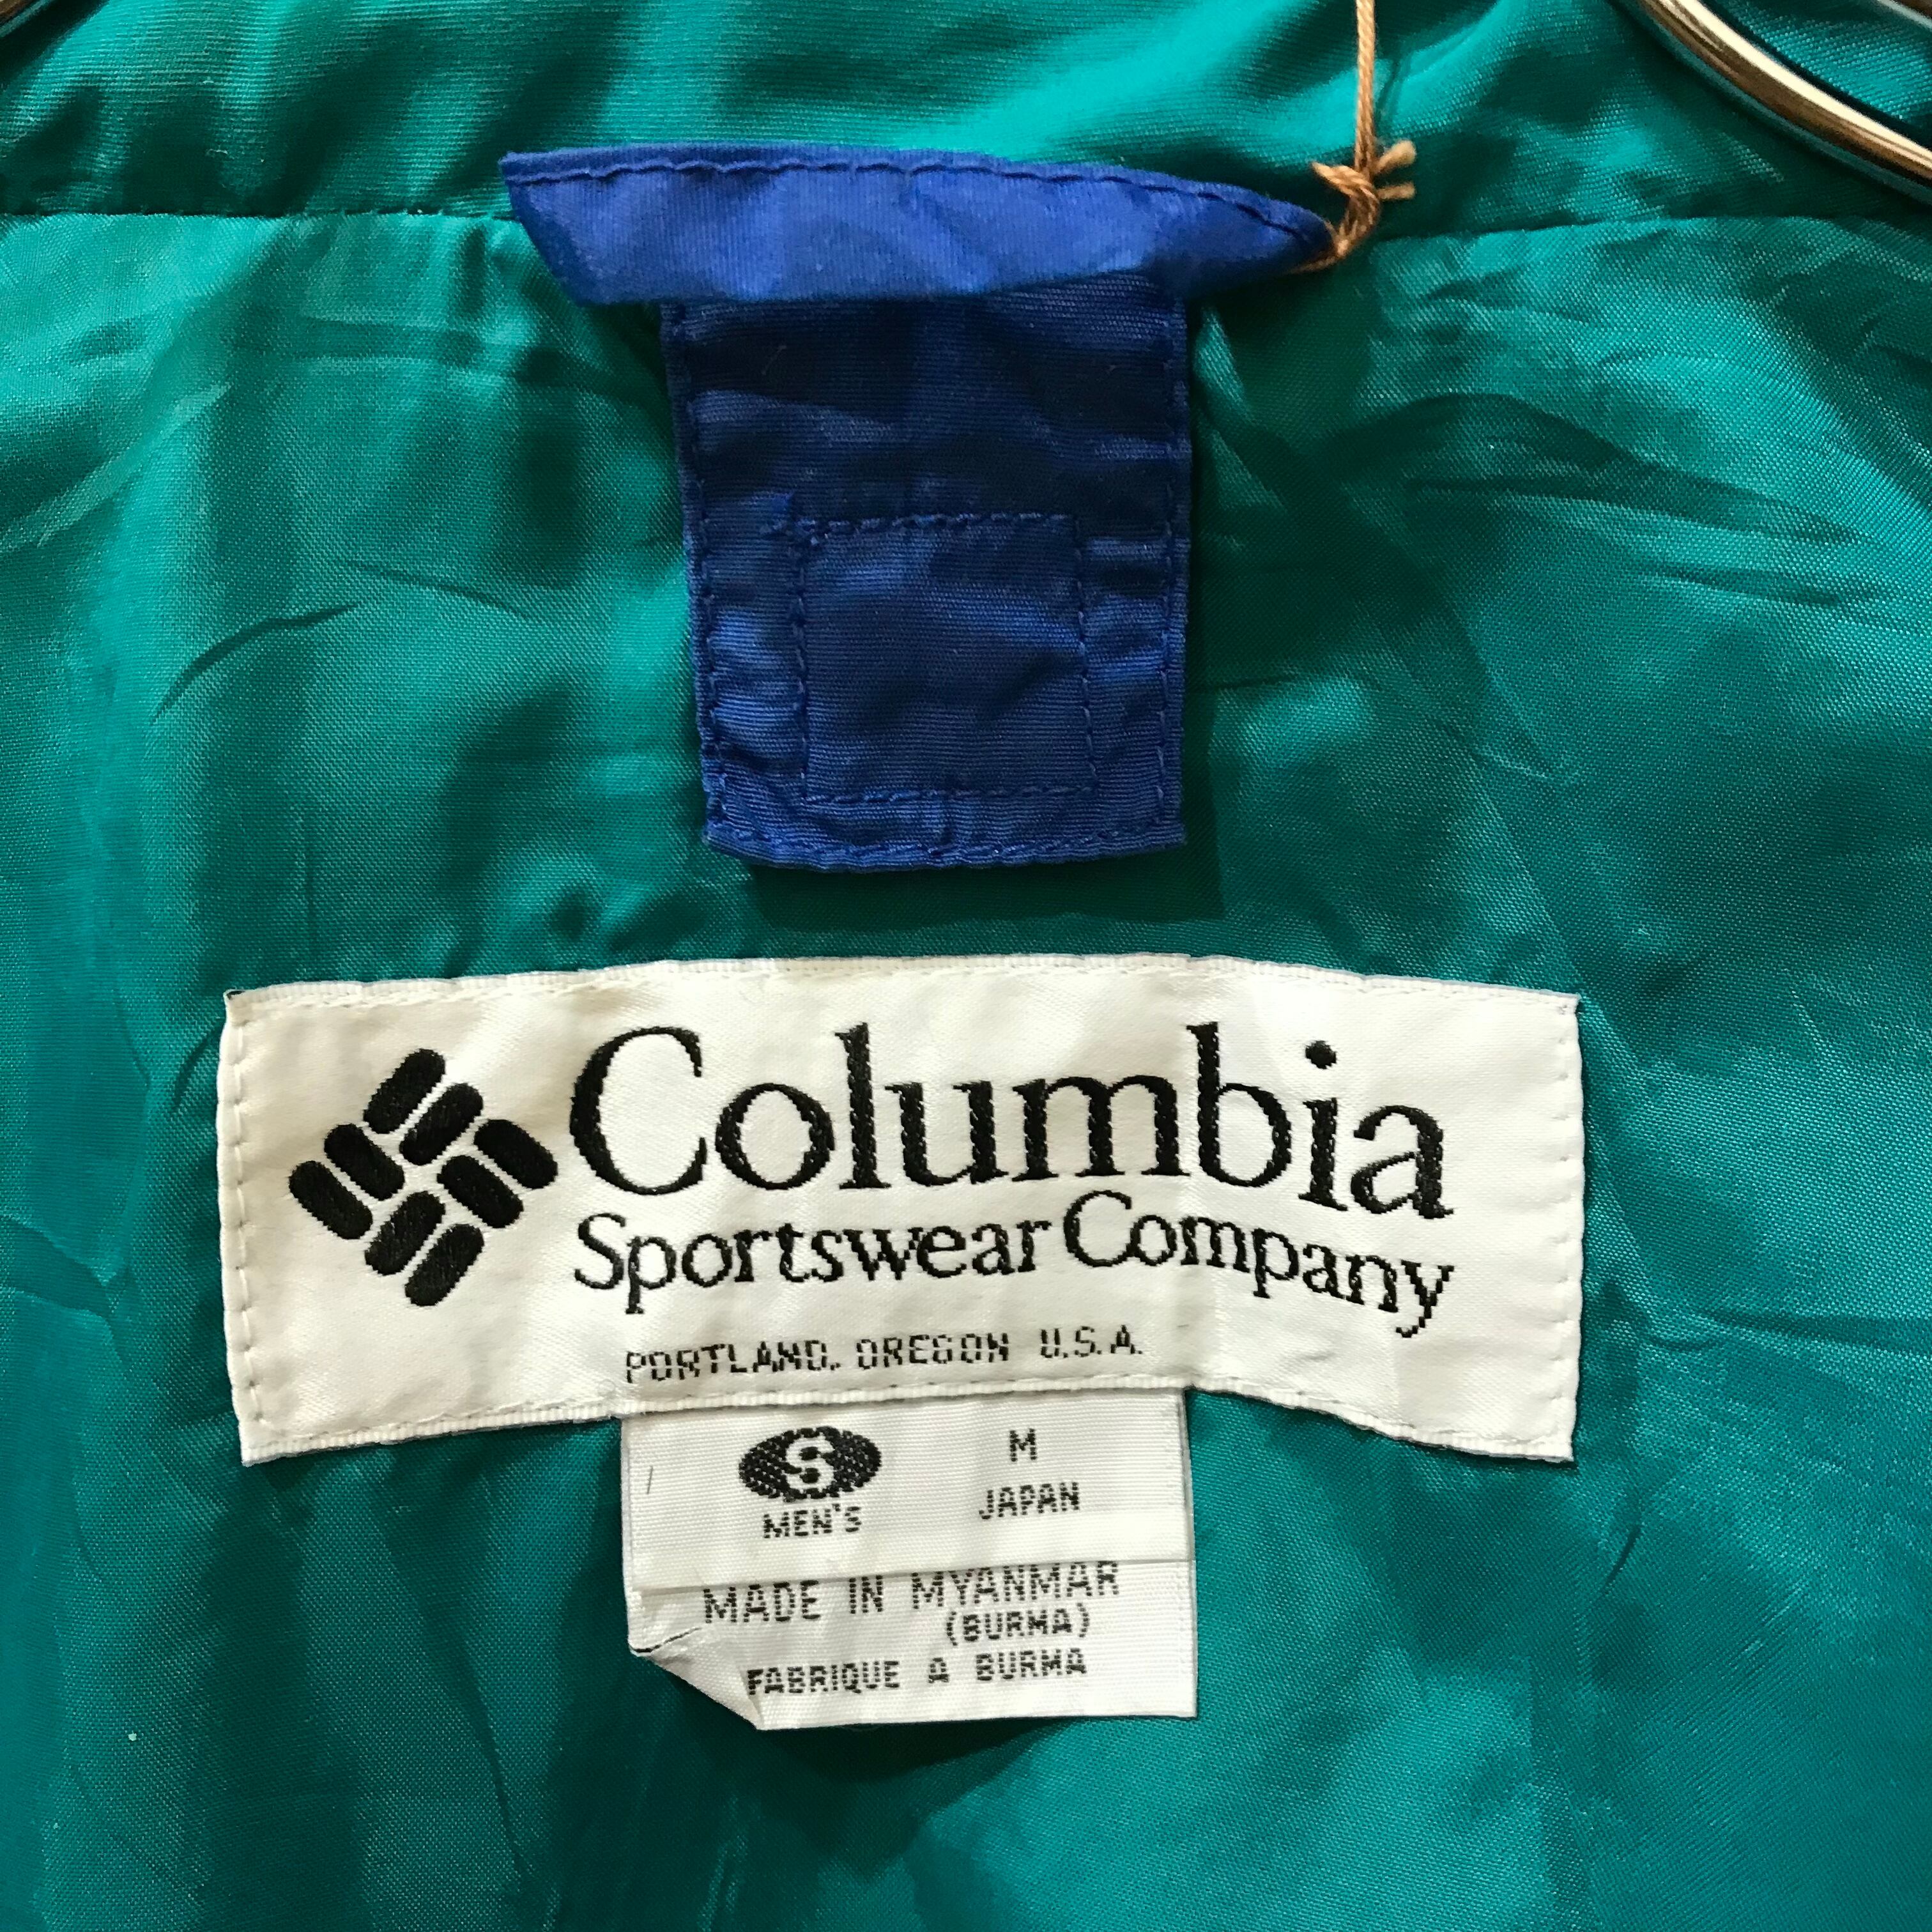 Columbia
Sportswear Company
PORTLAND, OREGON U.S.A.
S M
MEN'S JAPAN
MADE IN MYANMAR
(BURMA)
FABRIQUE A BURMA